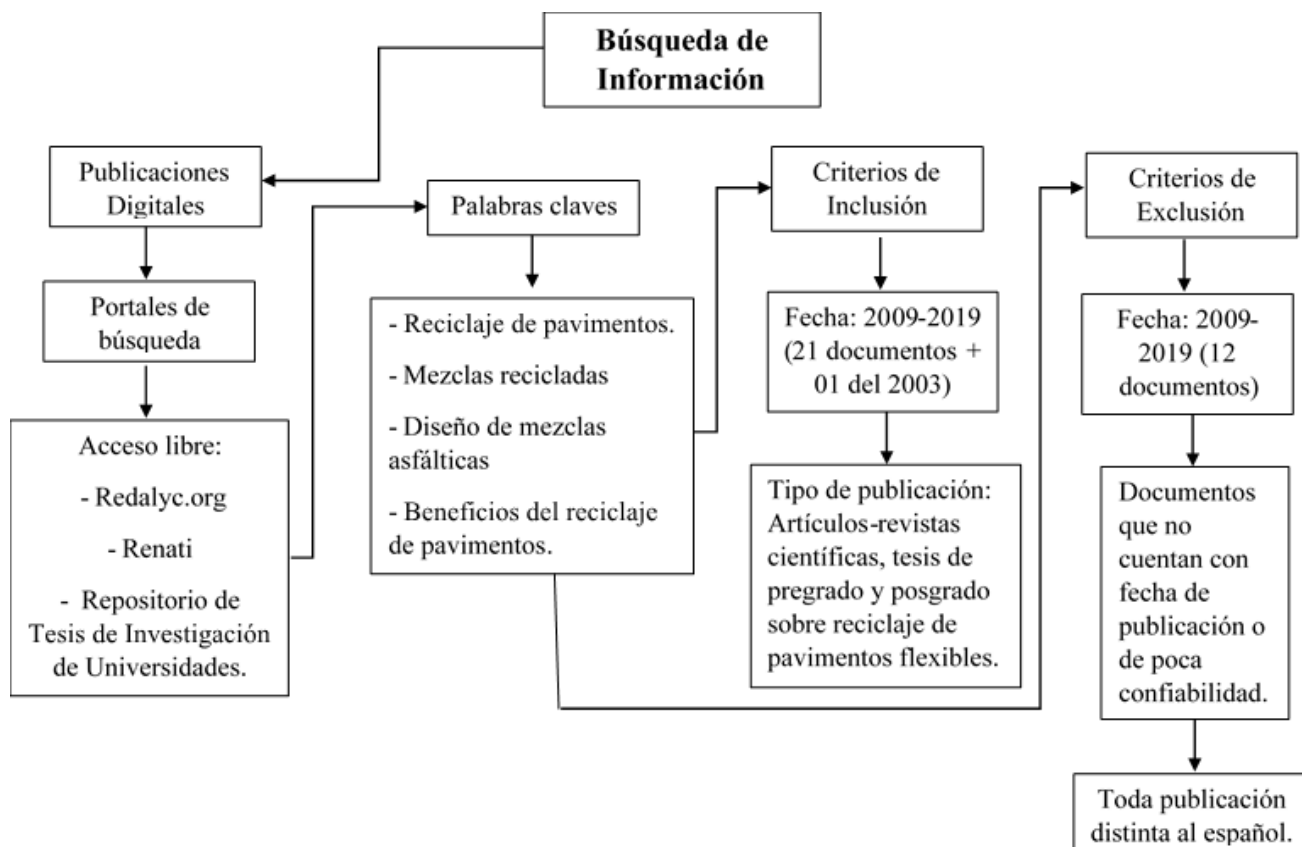 Búsqueda de
Información
Publicaciones
Digitales
Portales de
búsqueda
Acceso libre:
- Redalyc.org
- Renati
- Repositorio de
Tesis de Investigación
de Universidades.
Palabras claves
- Reciclaje de pavimentos.
- Mezclas recicladas
- Diseño de mezclas
asfálticas
- Beneficios del reciclaje
de pavimentos.
Criterios de
Inclusión
Fecha: 2009-2019
(21 documentos +
01 del 2003)
Tipo de publicación:
Artículos-revistas
científicas, tesis de
pregrado y posgrado
sobre reciclaje de
pavimentos flexibles.
Criterios de
Exclusión
Fecha: 2009-
2019 (12
documentos)
Documentos
que no
cuentan con
fecha de
publicación o
de poca
confiabilidad.
Toda publicación
distinta al español.